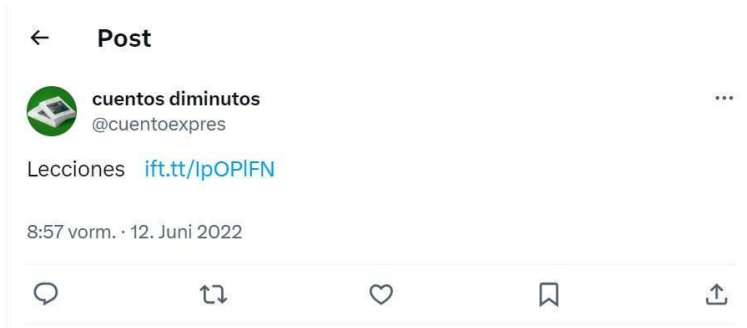 Post
cuentos diminutos
@cuentoexpres
Lecciones ift.tt/IpOPlFN
8:57 vorm. · 12. Juni 2022